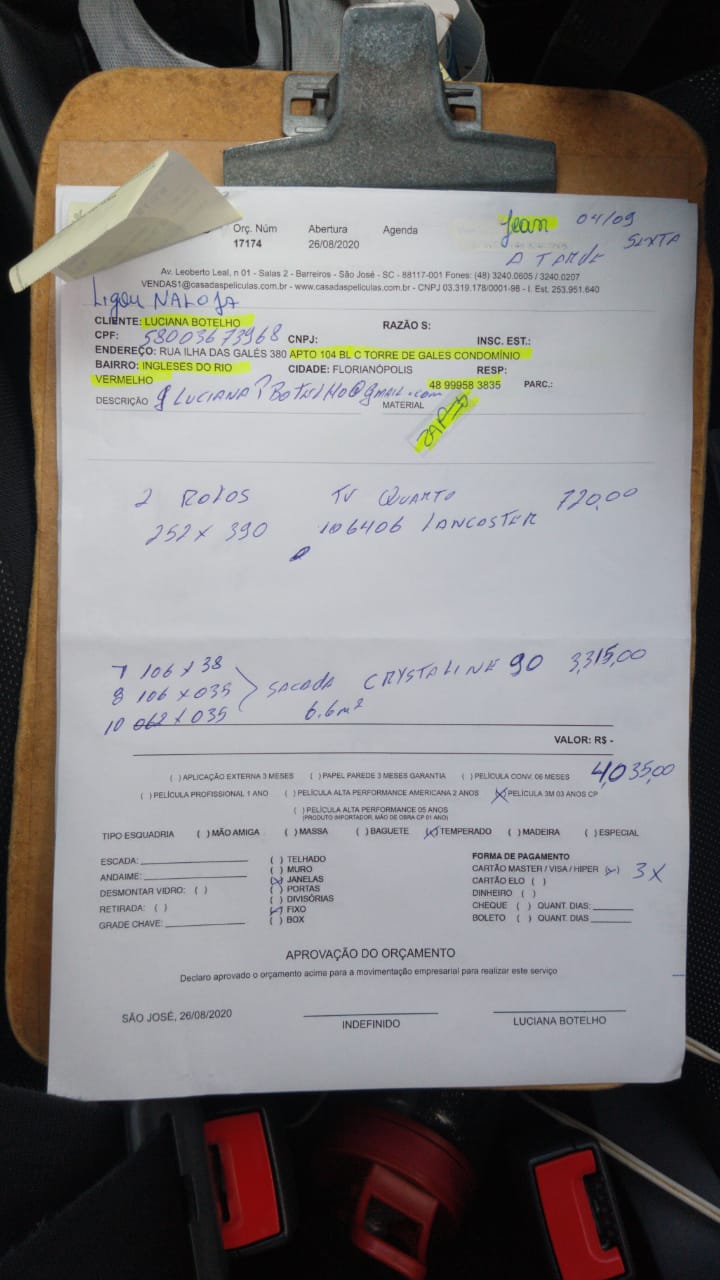 Orç. Núm Abertura Agenda Jean 04/09
17174 26/08/2020 A TARDE SEXTA
Av. Leoberto Leal, n 01 - Salas 2 - Barreiros - São José - SC - 88117-001 Fones: (48) 3240.0605 / 3240.0207
VENDAS1@casadaspeliculas.com.br - www.casadaspeliculas.com.br - CNPJ 03.319.178/0001-98 - I. Est. 253.951.640
Ligou NA LOJA
CLIENTE: LUCIANA BOTELHO RAZÃO S:
CPF: 58003673968 CNPJ: INSC. EST.:
ENDEREÇO: RUA ILHA DAS GALÉS 380 APTO 104 BL C TORRE DE GALES CONDOMÍNIO
BAIRRO: INGLESES DO RIO CIDADE: FLORIANÓPOLIS RESP:
VERMELHO 48 99958 3835 PARC.:
DESCRIÇÃO MATERIAL
2 ROLOS TV QUARTO 720,00
252 X 390 106406 LANCOSTER
7 106 X 38
8 106 X 035 SACADA CRYSTALINE 90 3,315,00
10 062 X 035 6.6m²
VALOR: R$ -
4,035,00
( ) APLICAÇÃO EXTERNA 3 MESES ( ) PAPEL PAREDE 3 MESES GARANTIA ( ) PELÍCULA CONV. 06 MESES
( ) PELÍCULA PROFISSIONAL 1 ANO ( ) PELÍCULA ALTA PERFORMANCE AMERICANA 2 ANOS (X) PELÍCULA 3M 03 ANOS CP
( ) PELÍCULA ALTA PERFORMANCE 05 ANOS
(PRODUTO IMPORTADOR, MÃO DE OBRA CP 01 ANO)
TIPO ESQUADRIA ( ) MÃO AMIGA ( ) MASSA ( ) BAGUETE (X) TEMPERADO ( ) MADEIRA ( ) ESPECIAL
ESCADA: ( ) TELHADO FORMA DE PAGAMENTO
ANDAIME: ( ) MURO CARTÃO MASTER / VISA / HIPER (X) 3X
DESMONTAR VIDRO: ( ) (X) JANELAS CARTÃO ELO ( )
( ) PORTAS DINHEIRO ( )
RETIRADA: ( ) ( ) DIVISÓRIAS CHEQUE ( ) QUANT. DIAS:
(X) FIXO BOLETO ( ) QUANT. DIAS
GRADE CHAVE: ( ) BOX
APROVAÇÃO DO ORÇAMENTO
Declaro aprovado o orçamento acima para a movimentação empresarial para realizar este serviço
SÃO JOSÉ, 26/08/2020
INDEFINIDO LUCIANA BOTELHO